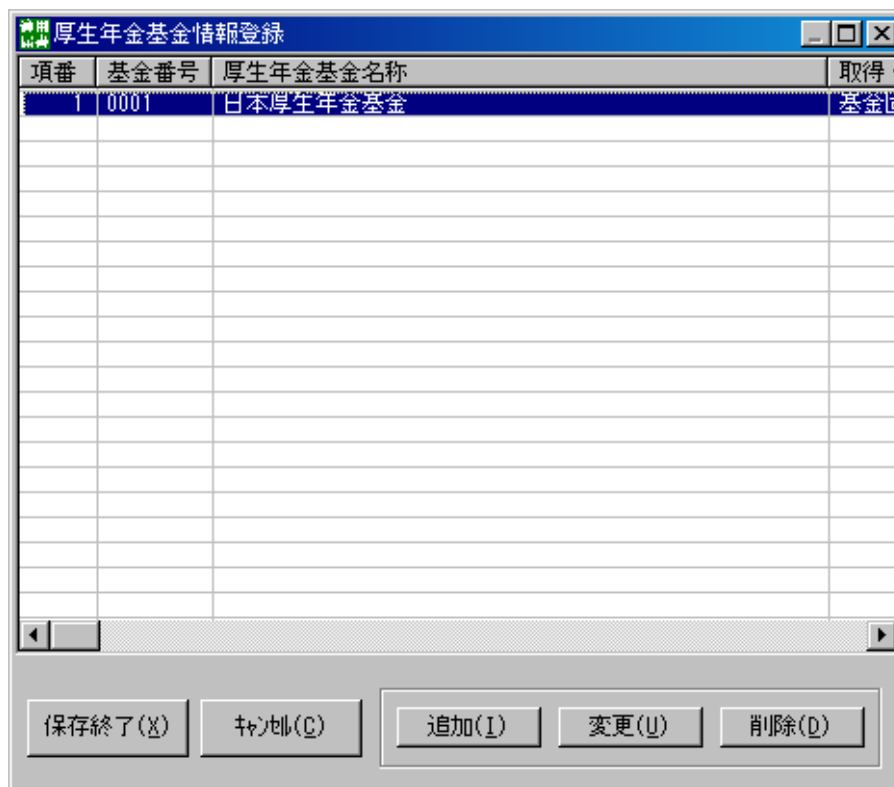 厚生年金基金情報登録
項番 基金番号 厚生年金基金名称 取得
1 0001 日本厚生年金基金 基金
保存終了(X) ｷｬﾝｾﾙ(C) 追加(I) 変更(U) 削除(D)